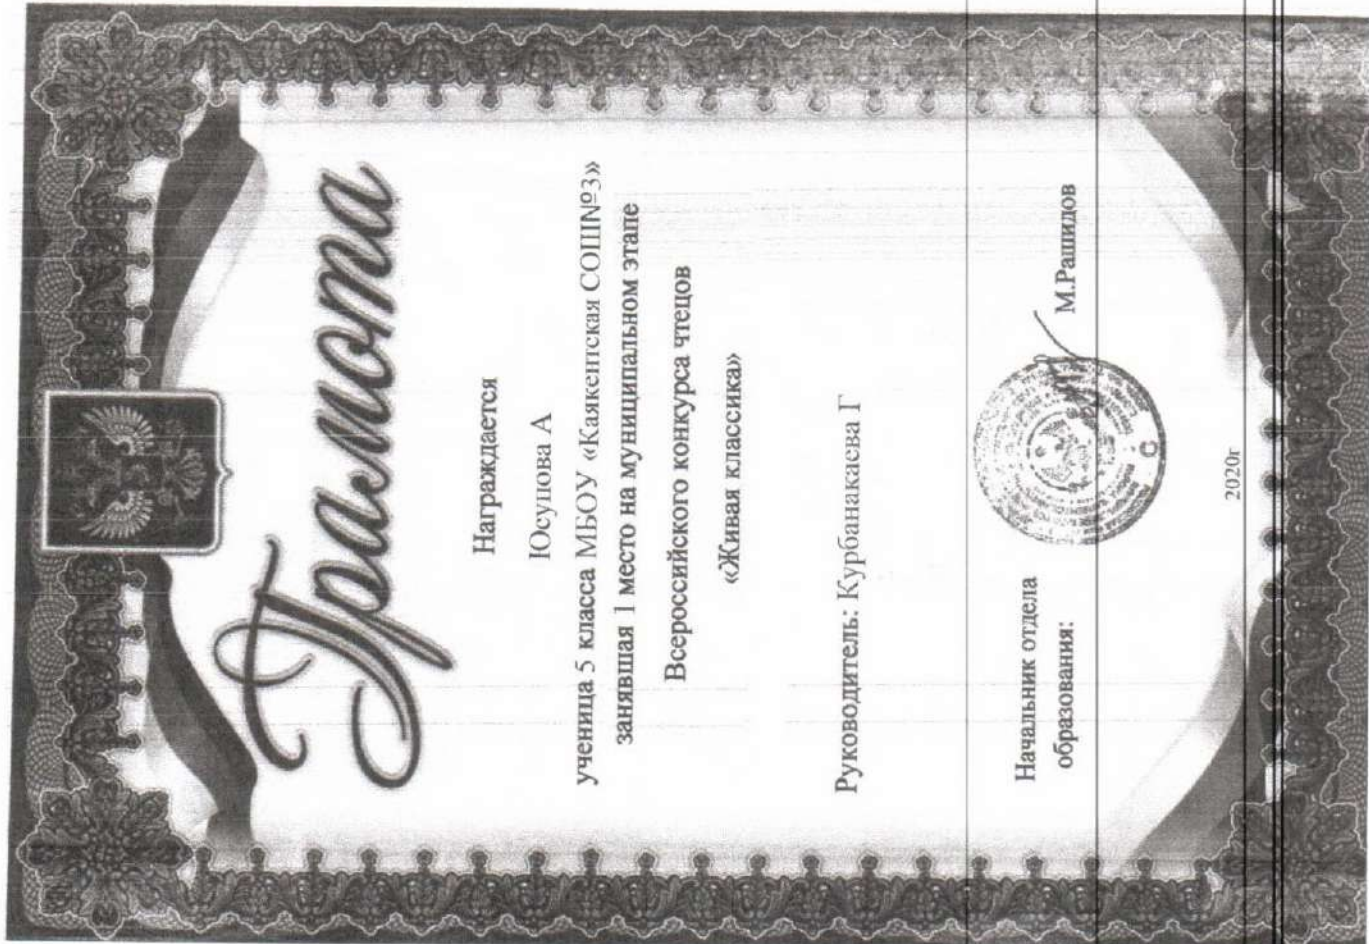 Грамота
Награждается
Юсупова А
ученица 5 класса МБОУ «Каякентская СОШ№3»
занявшая 1 место на муниципальном этапе
Всероссийского конкурса чтецов
«Живая классика»
Руководитель: Курбанакаева Г
Начальник отдела
образования:
М.Рашидов
2020г